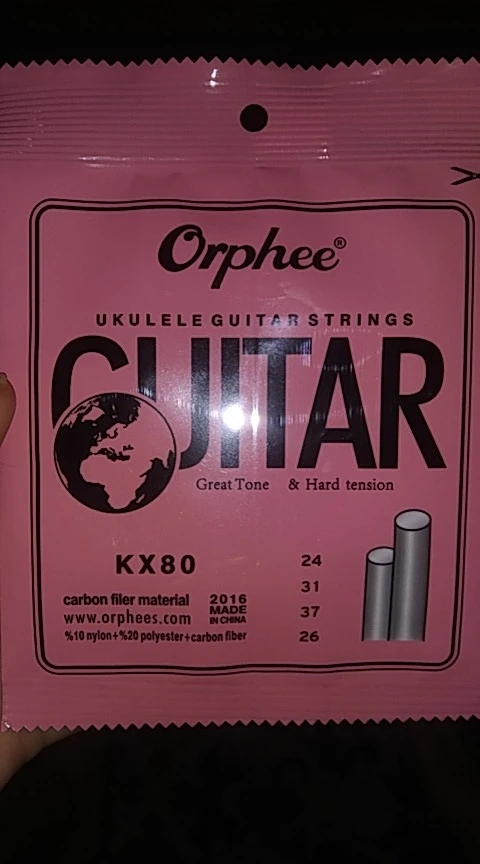 Orphee®
UKULELE GUITAR STRINGS
GUITAR
Great Tone & Hard tension
KX80
carbon filer material
www.orphees.com
%10 nylon+%20 polyester+carbon fiber
2016
MADE
IN CHINA
24
31
37
26